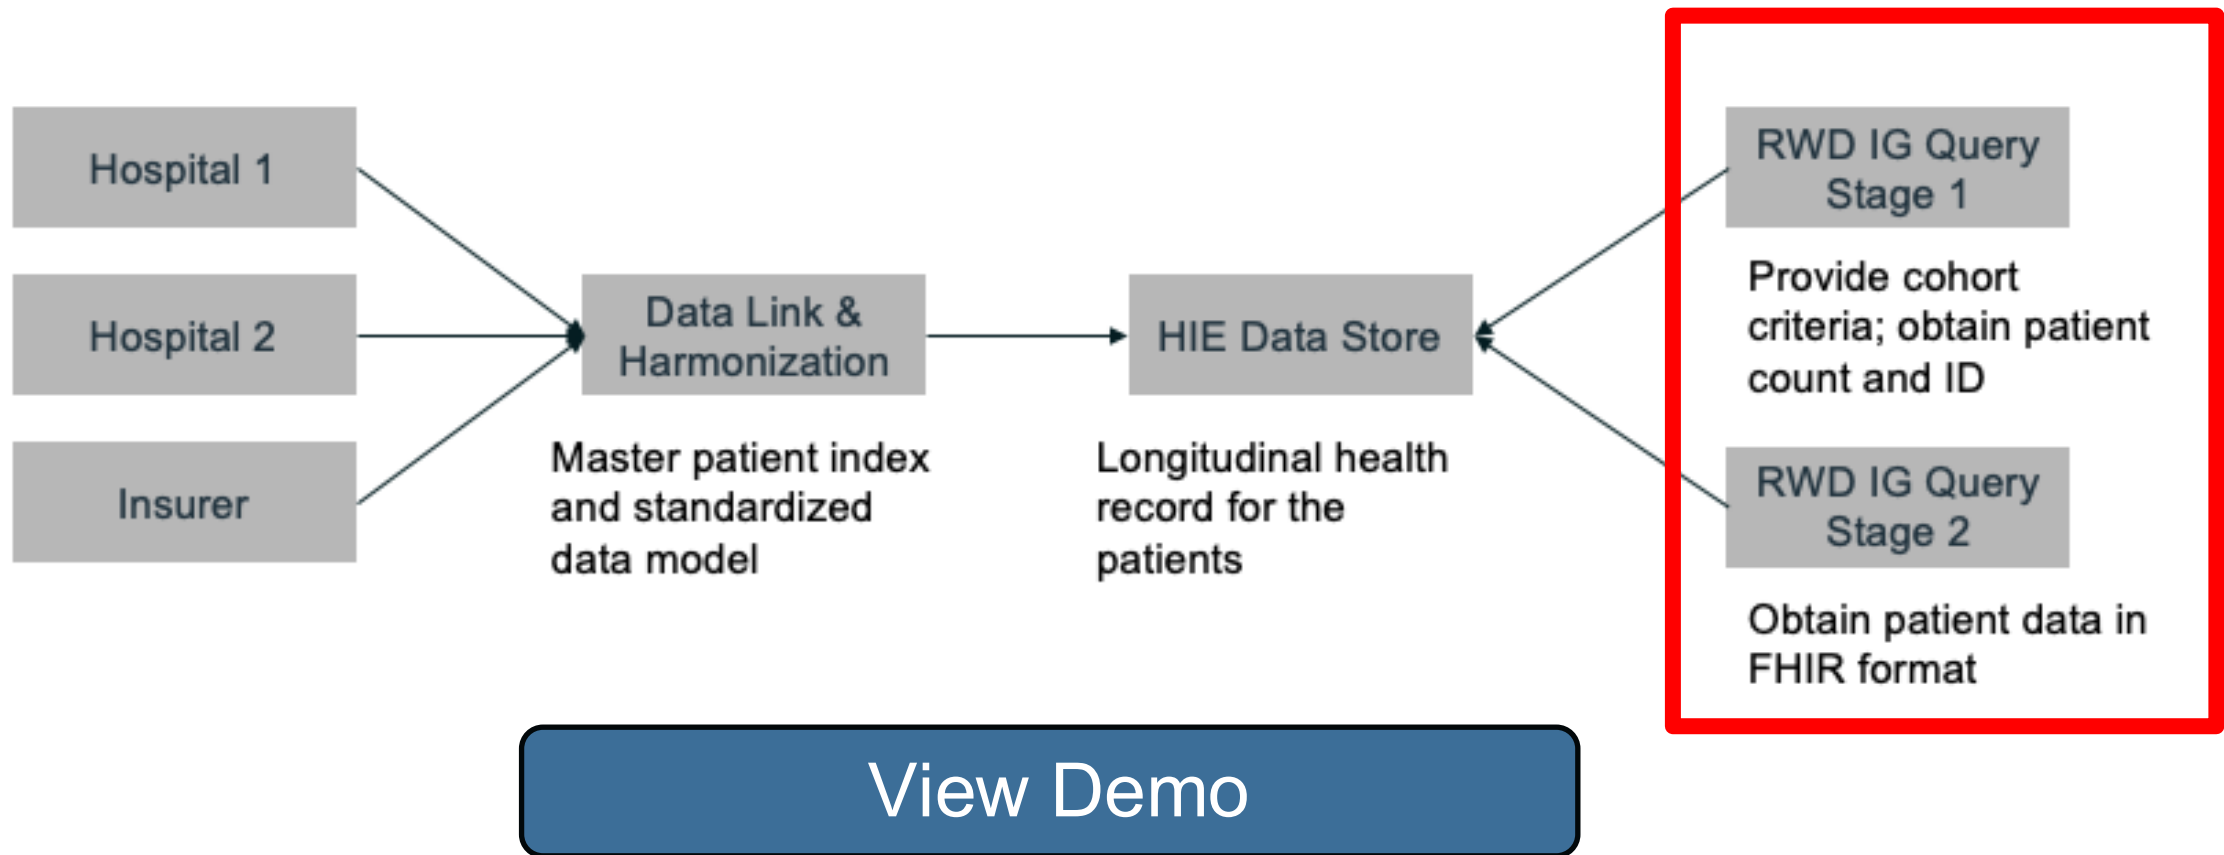 Hospital 1
Hospital 2
Insurer
Data Link &
Harmonization
Master patient index
and standardized
data model
HIE Data Store
Longitudinal health
record for the
patients
RWD IG Query
Stage 1
Provide cohort
criteria; obtain patient
count and ID
RWD IG Query
Stage 2
Obtain patient data in
FHIR format
View Demo